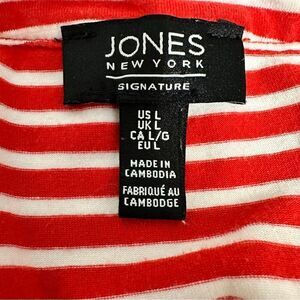 JONES
NEW YORK
SIGNATURE
US L
UK L
CA L/G
EU L
MADE IN
CAMBODIA
FABRIQUÉ AU
CAMBODGE